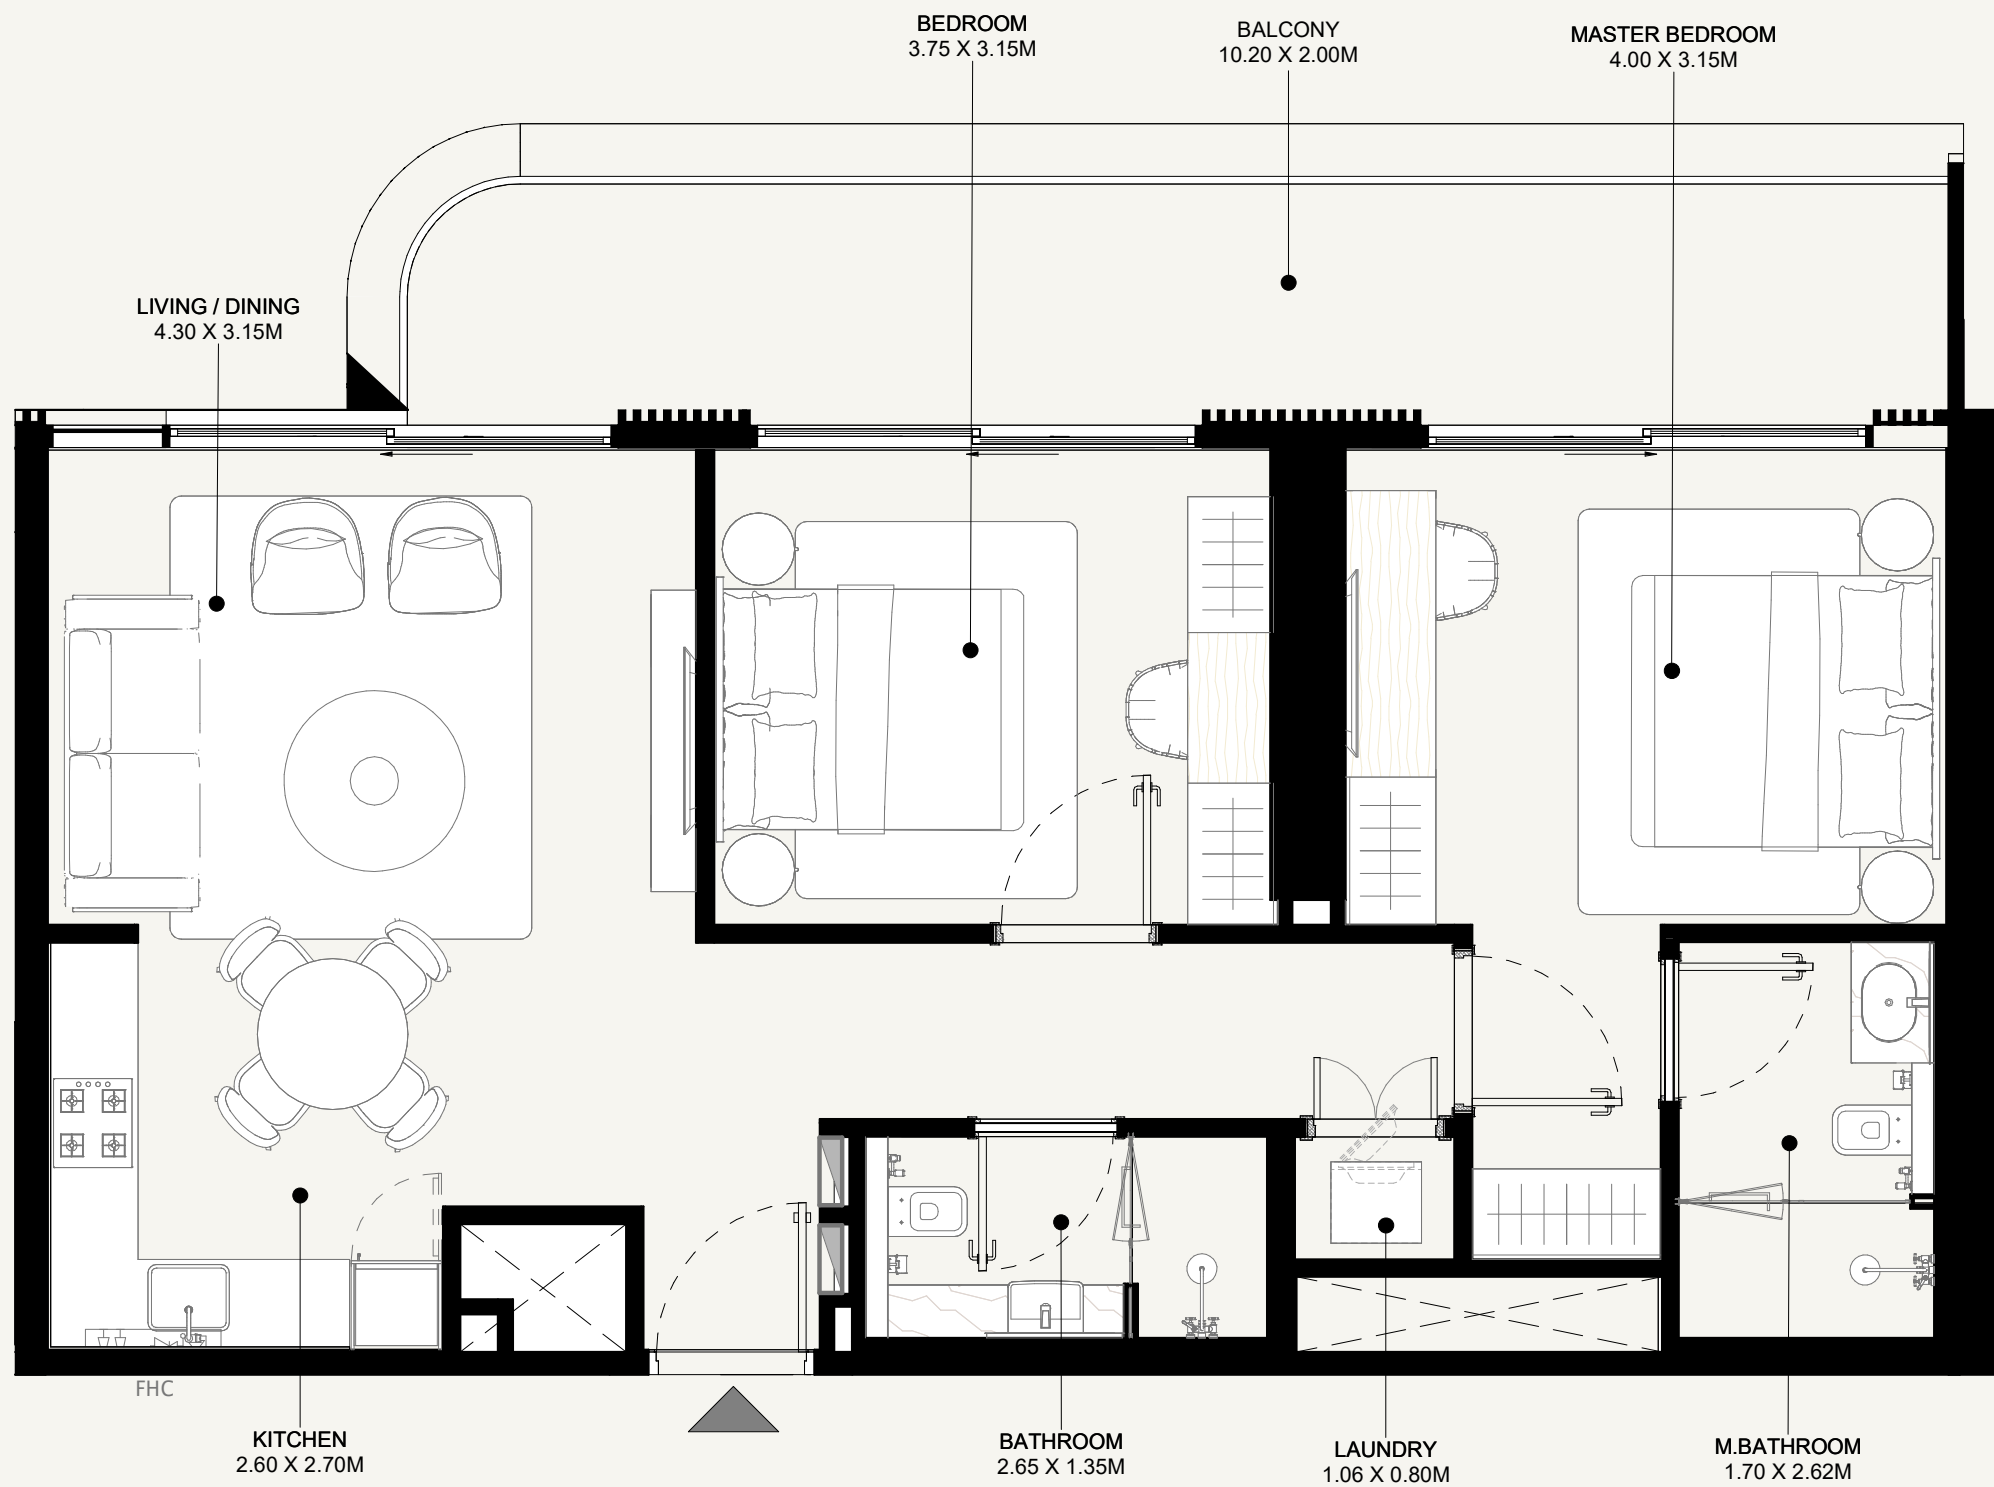 BEDROOM
3.75 X 3.15M
BALCONY
10.20 X 2.00M
MASTER BEDROOM
4.00 X 3.15M
LIVING / DINING
4.30 X 3.15M
FHC
KITCHEN
2.60 X 2.70M
BATHROOM
2.65 X 1.35M
LAUNDRY
1.06 X 0.80M
M.BATHROOM
1.70 X 2.62M